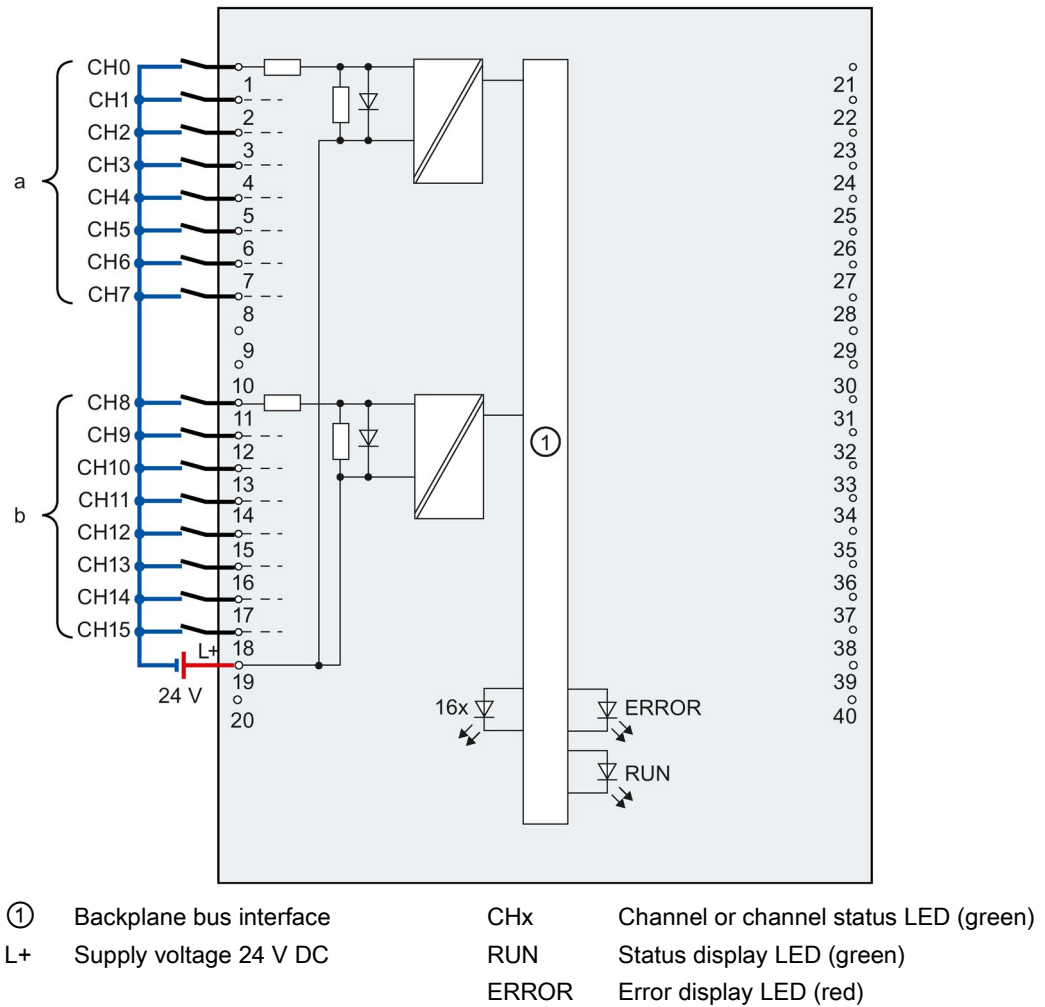 CH0
1
21
CH1
2
22
CH2
3
23
CH3
4
24
a
CH4
5
25
CH5
6
26
CH6
7
27
CH7
8
28
9
29
10
30
CH8
11
31
CH9
12
32
1
CH10
13
33
CH11
14
34
b
CH12
15
35
CH13
16
36
CH14
17
37
CH15
18
38
L+
19
39
24 V
20
40
16x
ERROR
RUN
1 Backplane bus interface CHx Channel or channel status LED (green)
L+ Supply voltage 24 V DC RUN Status display LED (green)
ERROR Error display LED (red)